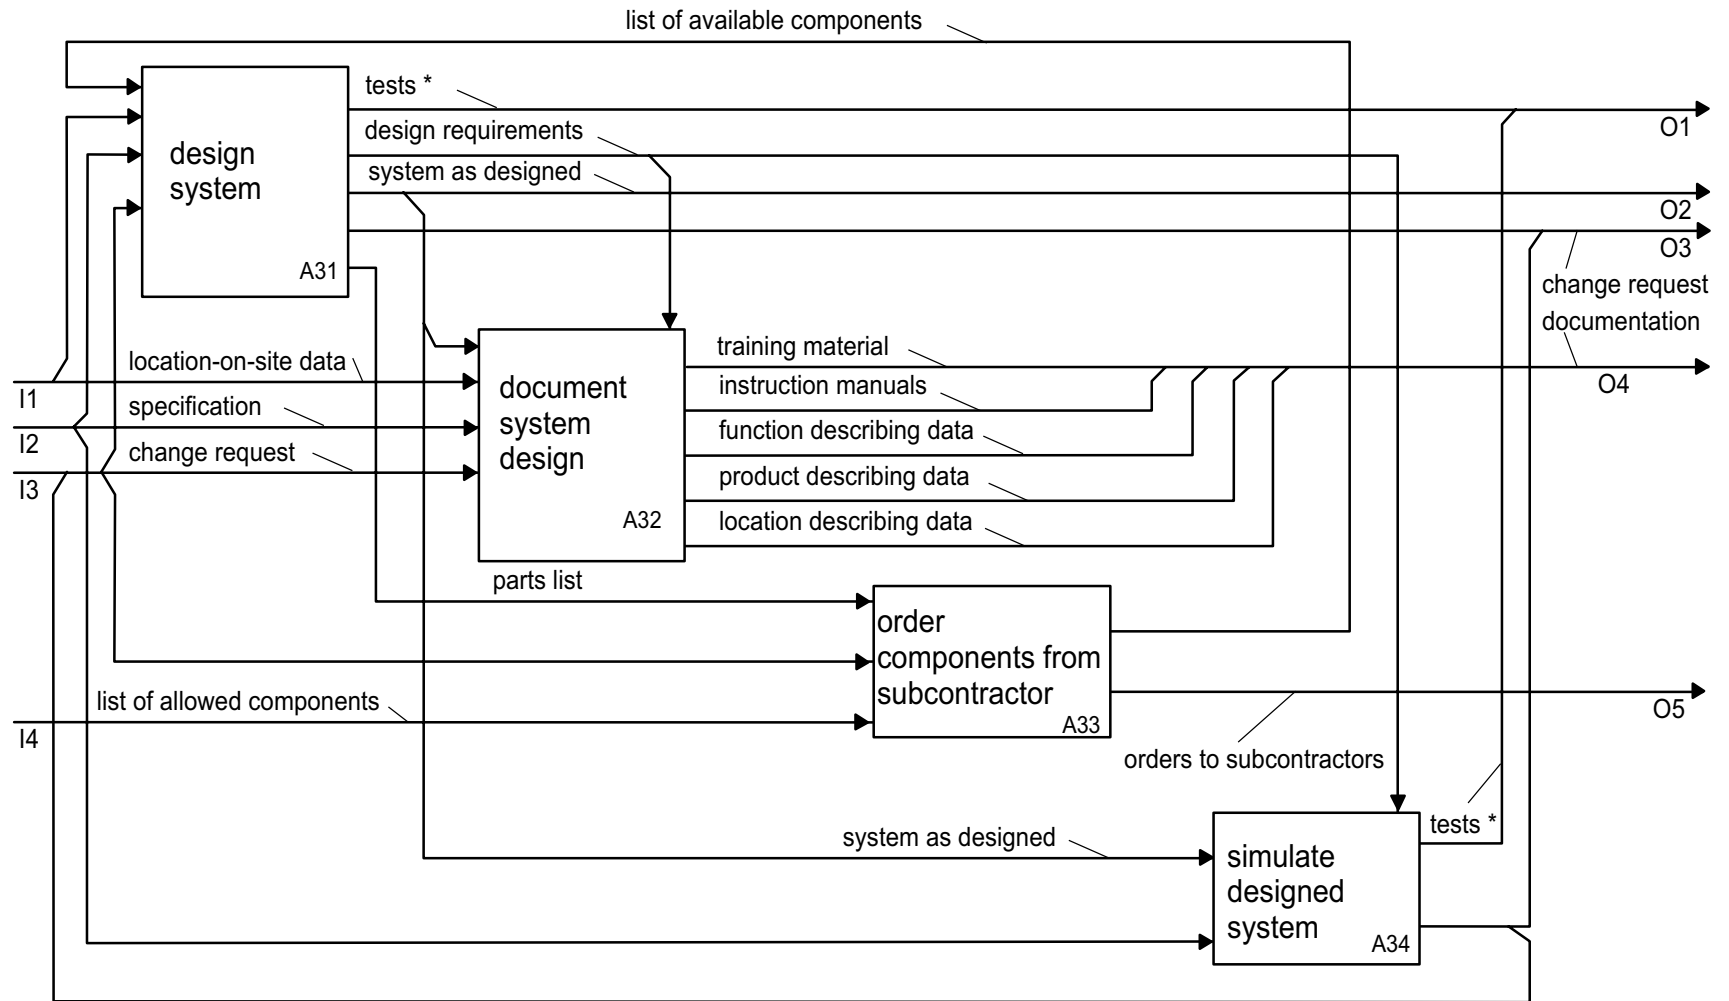 list of available components
tests *
design requirements
system as designed
design
system
A31
O1
O2
O3
change request
documentation
location-on-site data
I1
specification
I2
change request
I3
document
system
design
A32
training material
instruction manuals
function describing data
product describing data
location describing data
O4
parts list
order
components from
subcontractor
A33
list of allowed components
I4
O5
orders to subcontractors
tests *
system as designed
simulate
designed
system
A34